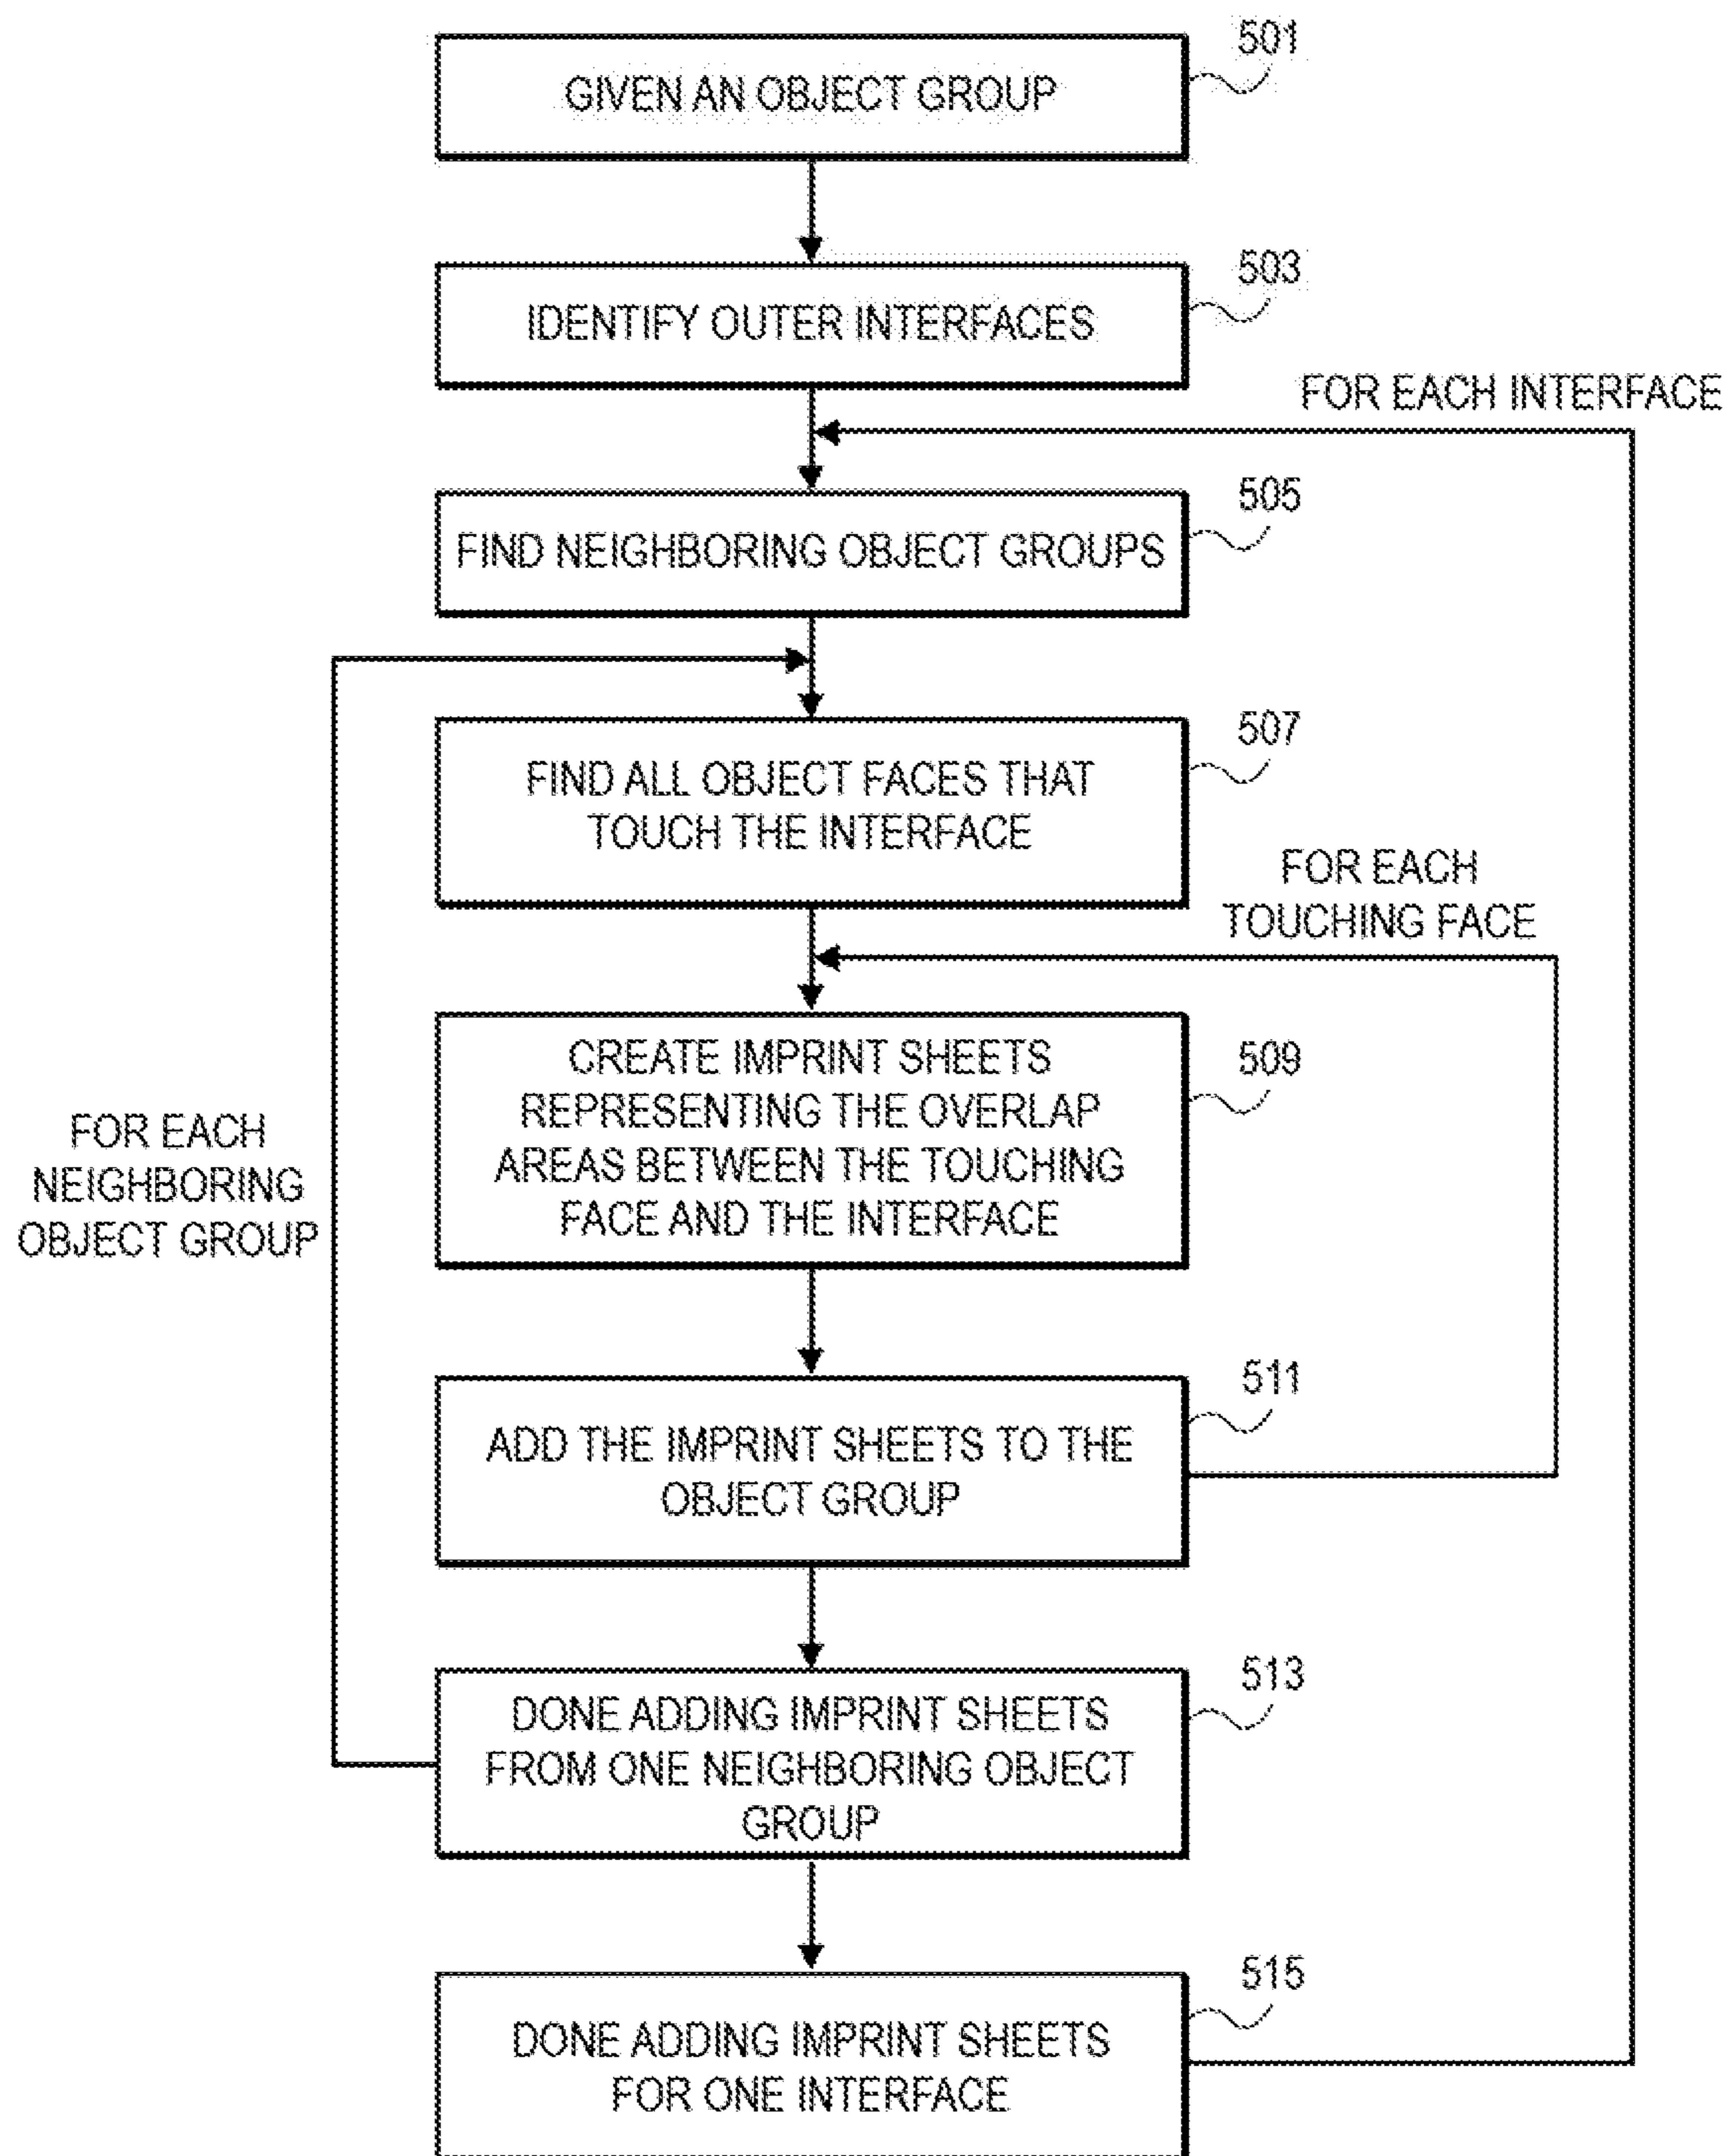 501
GIVEN AN OBJECT GROUP
503
IDENTIFY OUTER INTERFACES
FOR EACH INTERFACE
505
FIND NEIGHBORING OBJECT GROUPS
507
FIND ALL OBJECT FACES THAT
TOUCH THE INTERFACE
FOR EACH
TOUCHING FACE
509
CREATE IMPRINT SHEETS
REPRESENTING THE OVERLAP
AREAS BETWEEN THE TOUCHING
FACE AND THE INTERFACE
FOR EACH
NEIGHBORING
OBJECT GROUP
511
ADD THE IMPRINT SHEETS TO THE
OBJECT GROUP
513
DONE ADDING IMPRINT SHEETS
FROM ONE NEIGHBORING OBJECT
GROUP
515
DONE ADDING IMPRINT SHEETS
FOR ONE INTERFACE